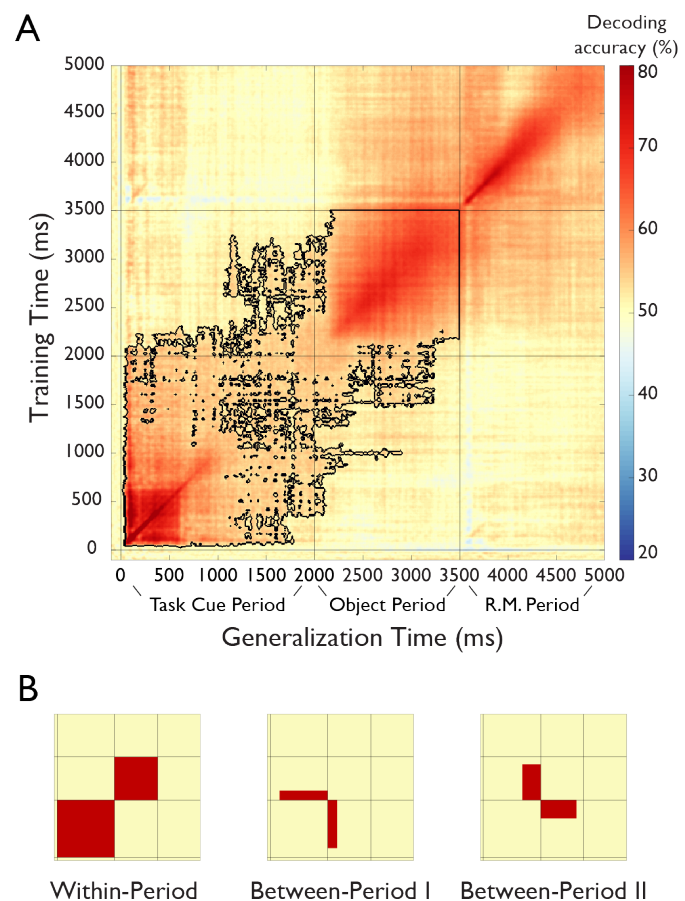 A
Decoding
accuracy (%)
5000
4500
4000
3500
3000
2500
2000
1500
1000
500
0
Training Time (ms)
80
70
60
50
40
30
20
0 500 1000 1500 2000 2500 3000 3500 4000 4500 5000
Task Cue Period Object Period R.M. Period
Generalization Time (ms)
B
Within-Period Between-Period I Between-Period II